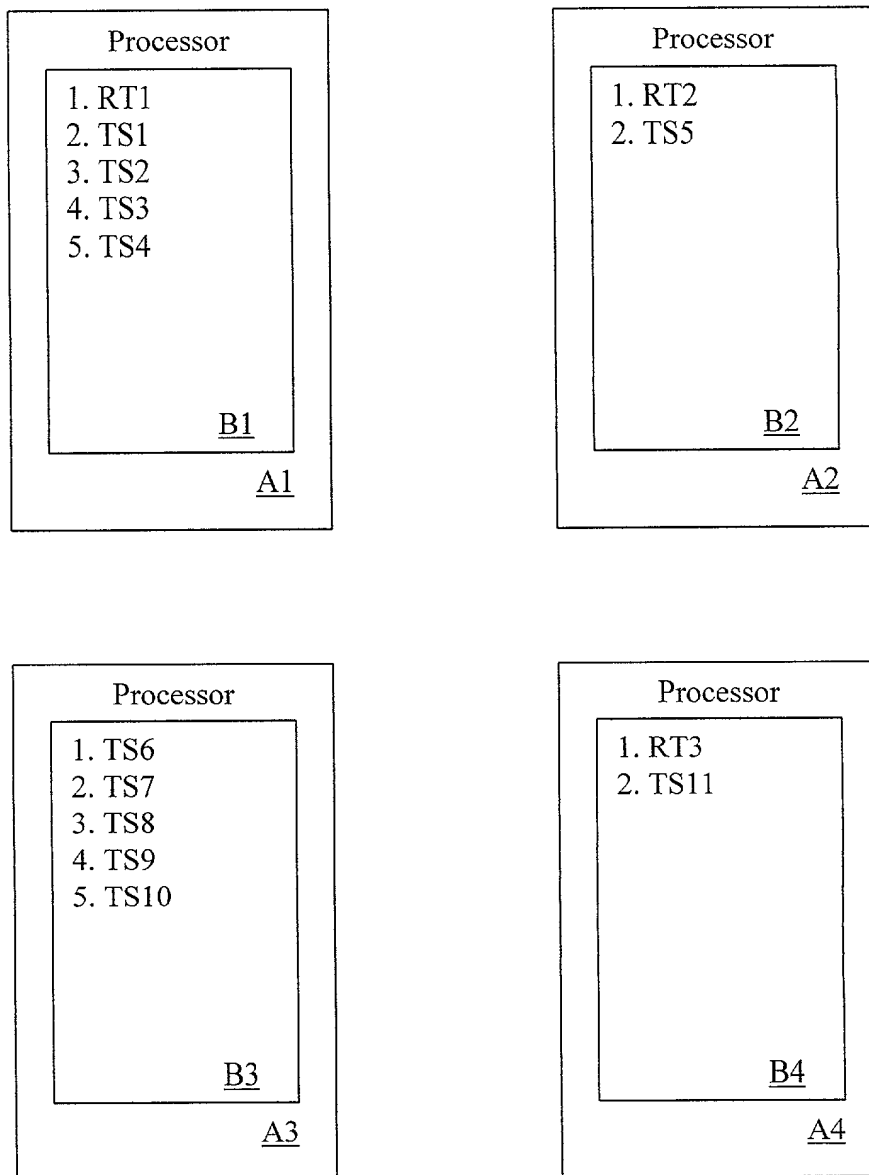 Processor
1. RT1
2. TS1
3. TS2
4. TS3
5. TS4
B1
A1
Processor
1. RT2
2. TS5
B2
A2
Processor
1. TS6
2. TS7
3. TS8
4. TS9
5. TS10
B3
A3
Processor
1. RT3
2. TS11
B4
A4